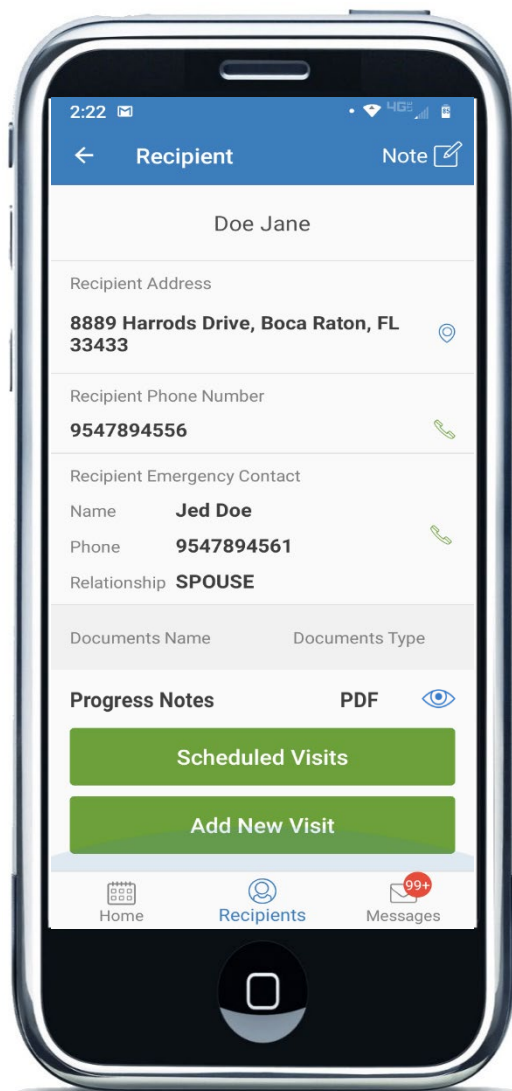 2:22 4G
Recipient Note
Doe Jane
Recipient Address
8889 Harrods Drive, Boca Raton, FL
33433
Recipient Phone Number
9547894556
Recipient Emergency Contact
Name Jed Doe
Phone 9547894561
Relationship SPOUSE
Documents Name Documents Type
Progress Notes PDF
Scheduled Visits
Add New Visit
99+
Home Recipients Messages